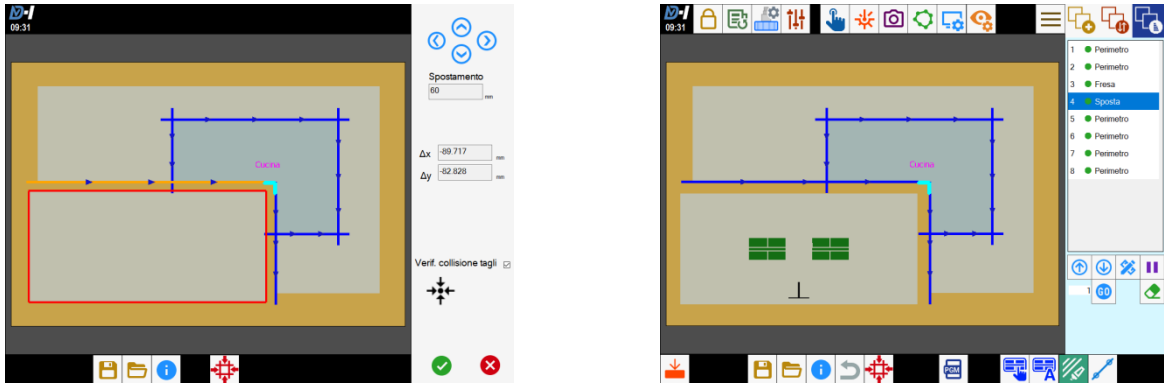 D-I
09:31
Spostamento
60
mm
Δx -89.717 mm
Δy -82.828 mm
Verif. collisione tagli
Cucina
i
D-I
09:31
1 Perimetro
2 Perimetro
3 Fresa
4 Sposta
5 Perimetro
6 Perimetro
7 Perimetro
8 Perimetro
Cucina
1 GO
i
PGM
A